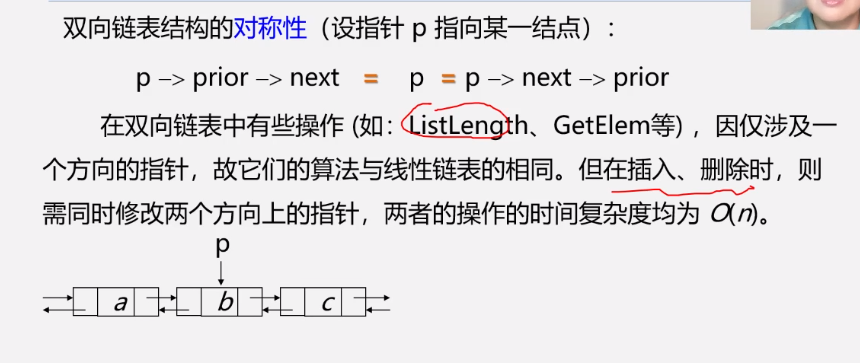 双向链表结构的对称性（设指针 p 指向某一结点）：
p –> prior –> next = p = p –> next –> prior
在双向链表中有些操作 (如：ListLength、GetElem等) ，因仅涉及一
个方向的指针，故它们的算法与线性链表的相同。但在插入、删除时，则
需同时修改两个方向上的指针，两者的操作的时间复杂度均为 O(n)。
p
a b c